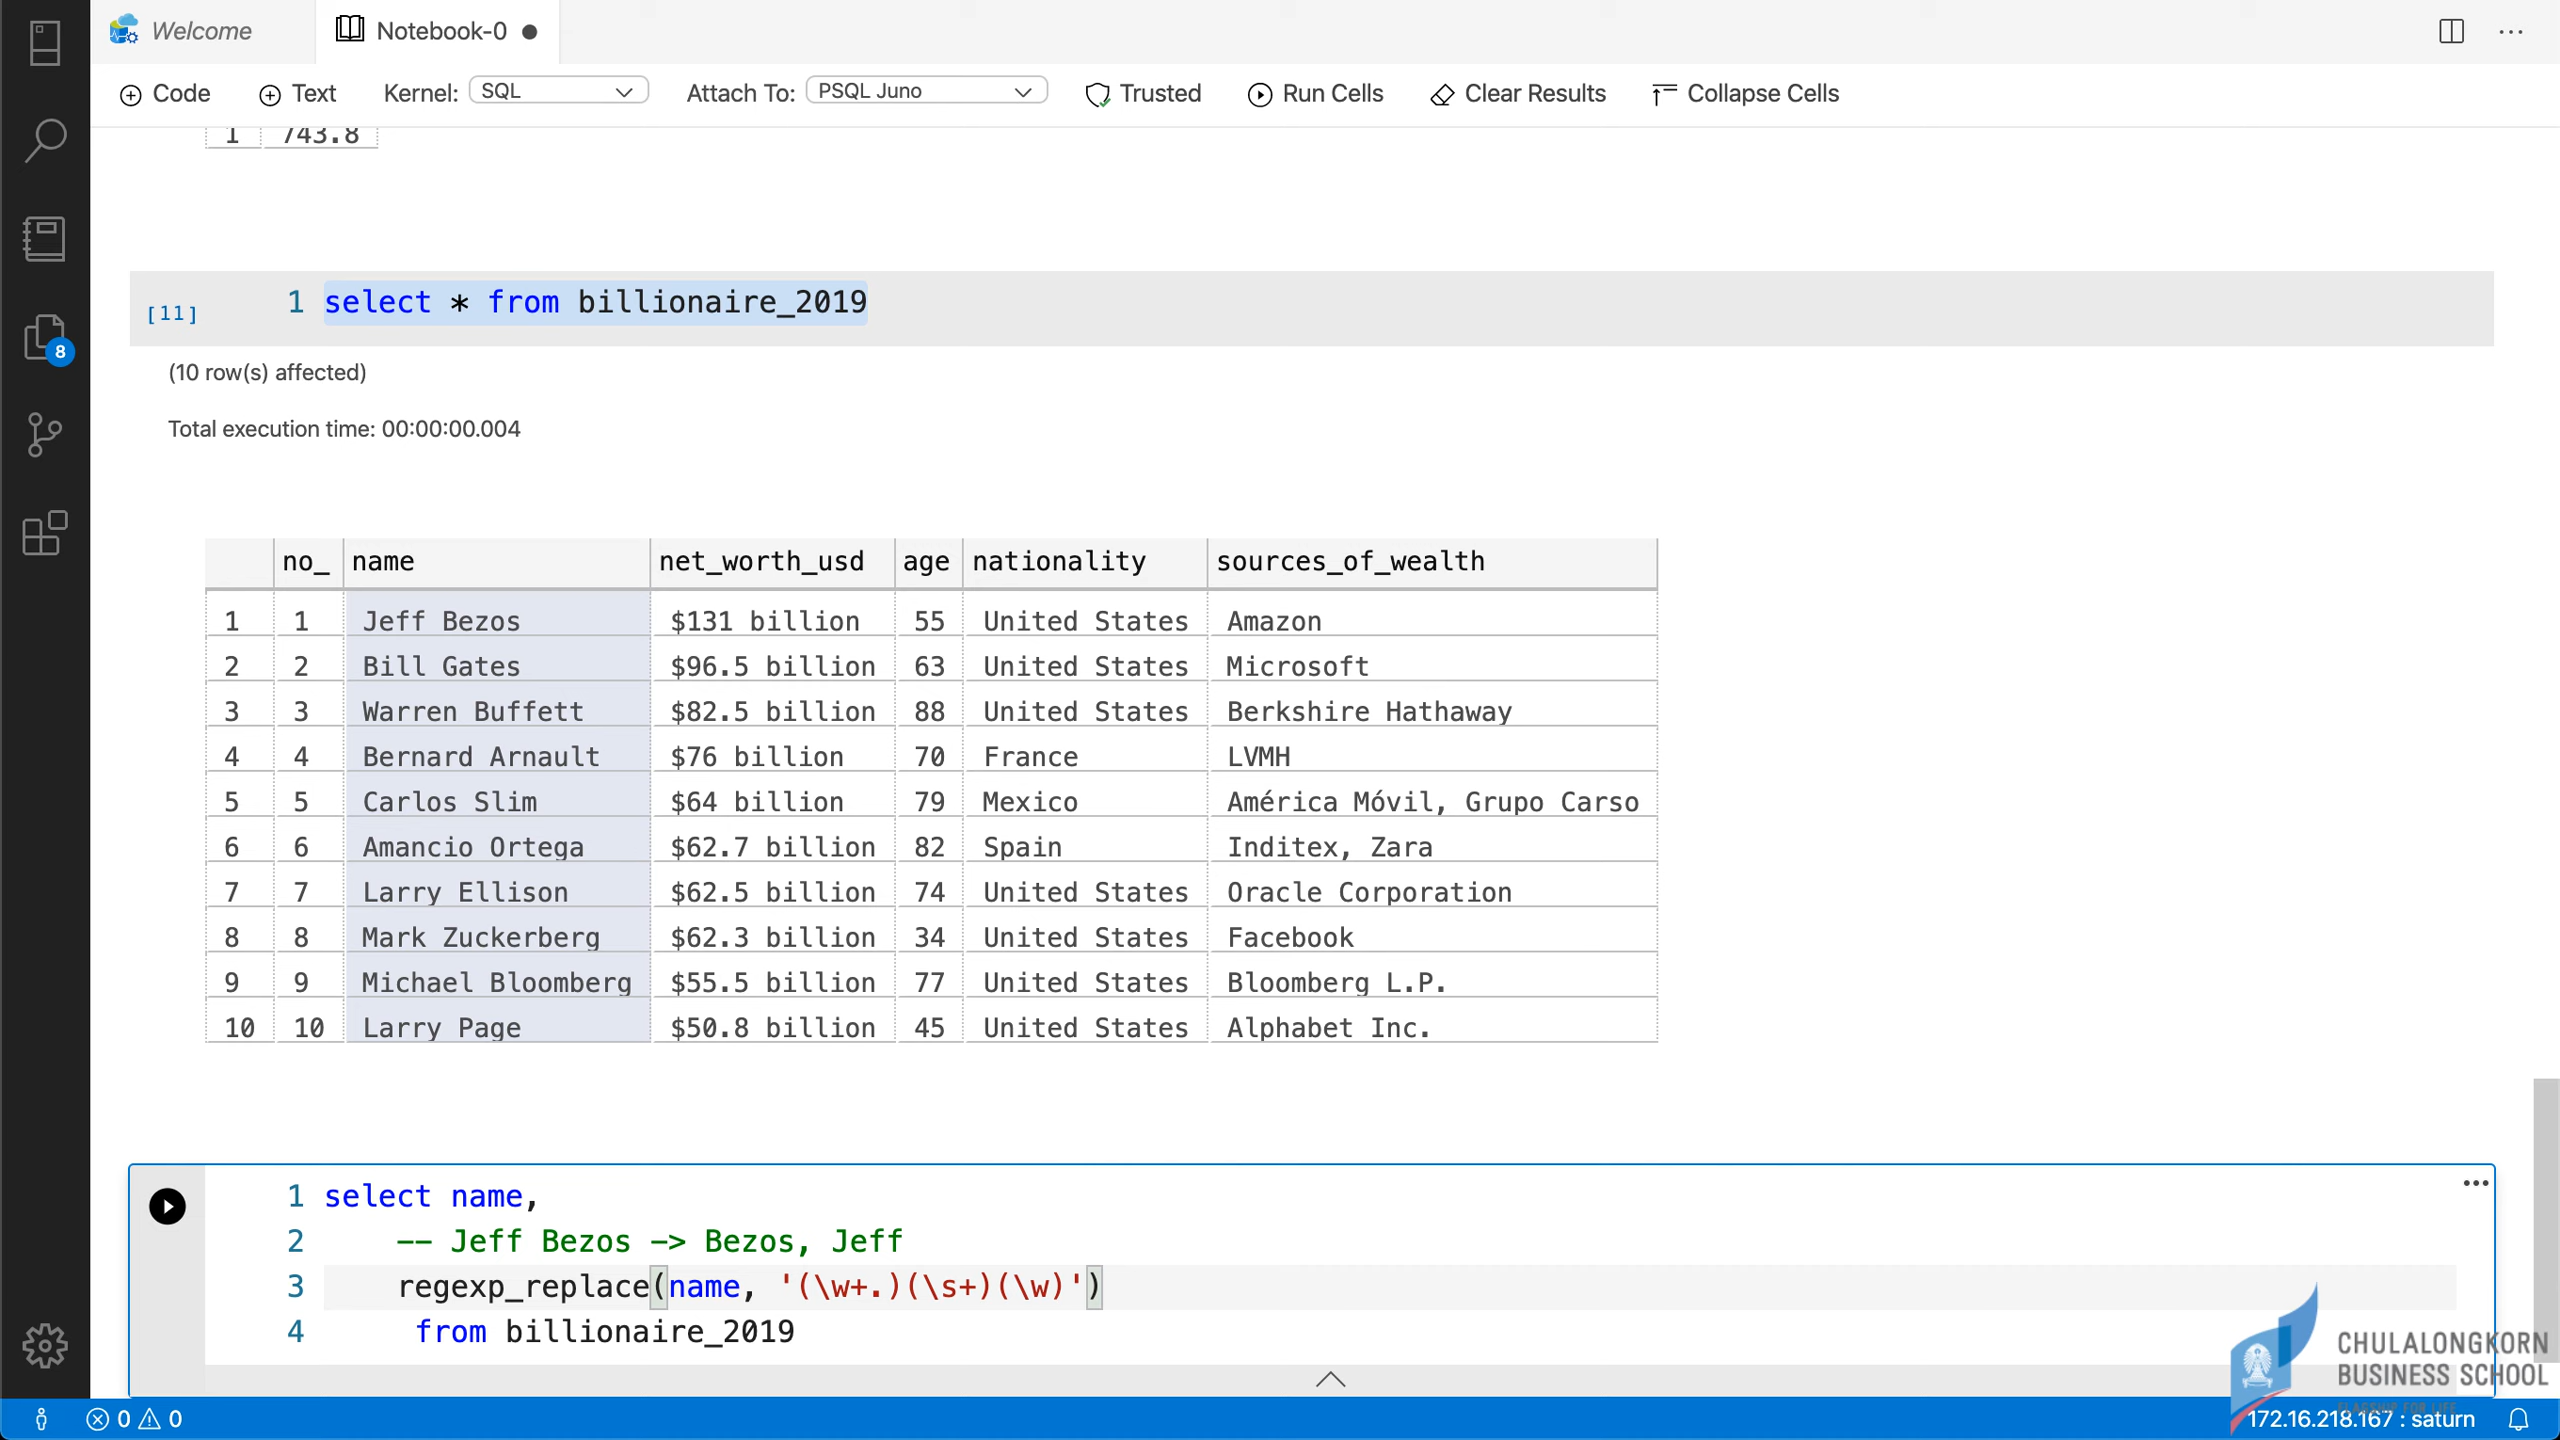 Welcome Notebook-0
Code Text Kernel: SQL Attach To: PSQL Juno Trusted Run Cells Clear Results Collapse Cells
1 743.8
[11] 1 select * from billionaire_2019
(10 row(s) affected)
Total execution time: 00:00:00.004
no_ name net_worth_usd age nationality sources_of_wealth
1 1 Jeff Bezos $131 billion 55 United States Amazon
2 2 Bill Gates $96.5 billion 63 United States Microsoft
3 3 Warren Buffett $82.5 billion 88 United States Berkshire Hathaway
4 4 Bernard Arnault $76 billion 70 France LVMH
5 5 Carlos Slim $64 billion 79 Mexico América Móvil, Grupo Carso
6 6 Amancio Ortega $62.7 billion 82 Spain Inditex, Zara
7 7 Larry Ellison $62.5 billion 74 United States Oracle Corporation
8 8 Mark Zuckerberg $62.3 billion 34 United States Facebook
9 9 Michael Bloomberg $55.5 billion 77 United States Bloomberg L.P.
10 10 Larry Page $50.8 billion 45 United States Alphabet Inc.
1 select name,
2 -- Jeff Bezos -> Bezos, Jeff
3 regexp_replace(name, '(\w+.)(\s+)(\w)')
4 from billionaire_2019
8
CHULALONGKORN
BUSINESS SCHOOL
FLAGSHIP FOR LIFE
0 0 172.16.218.167 : saturn